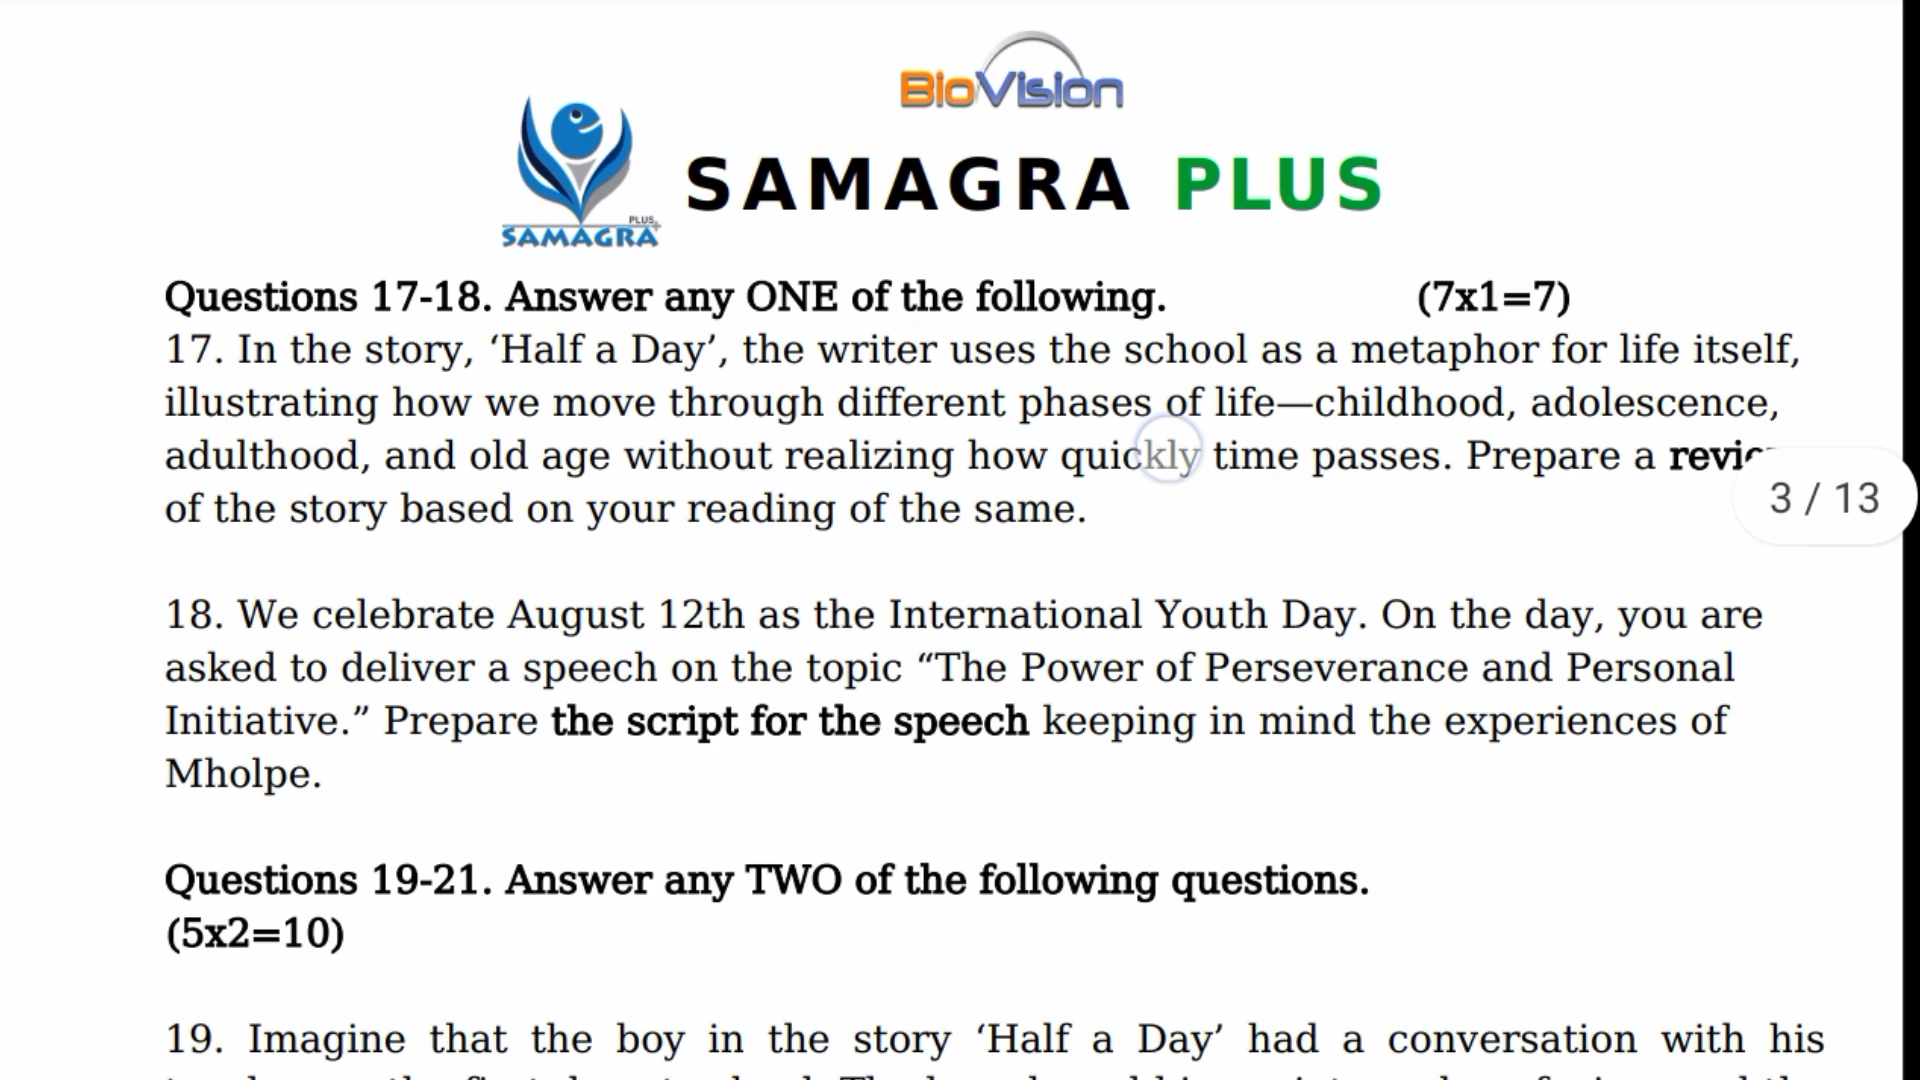 BioVision
PLUS
SAMAGRA
SAMAGRA PLUS
Questions 17-18. Answer any ONE of the following. (7x1=7)
17. In the story, ‘Half a Day’, the writer uses the school as a metaphor for life itself,
illustrating how we move through different phases of life—childhood, adolescence,
adulthood, and old age without realizing how quickly time passes. Prepare a
3 / 13
of the story based on your reading of the same.
18. We celebrate August 12th as the International Youth Day. On the day, you are
asked to deliver a speech on the topic “The Power of Perseverance and Personal
Initiative.” Prepare the script for the speech keeping in mind the experiences of
Mholpe.
Questions 19-21. Answer any TWO of the following questions.
(5x2=10)
19. Imagine that the boy in the story ‘Half a Day’ had a conversation with his